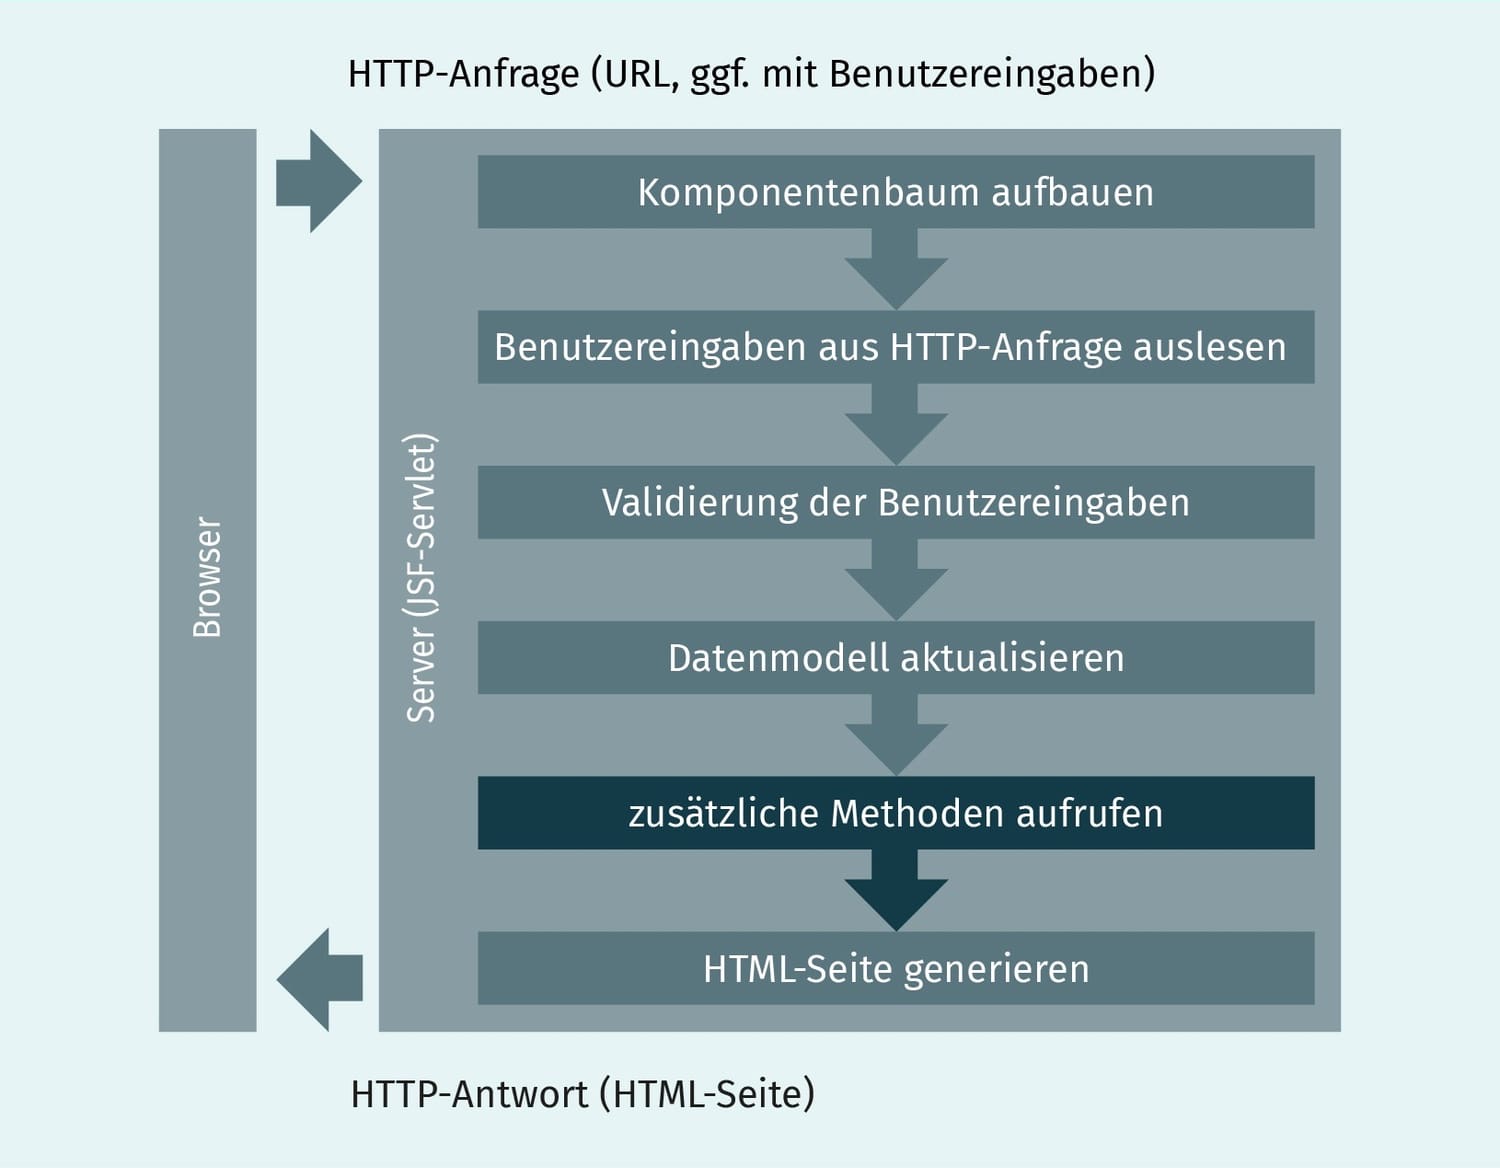 HTTP-Anfrage (URL, ggf. mit Benutzereingaben)
Browser
Server (JSF-Servlet)
Komponentenbaum aufbauen
Benutzereingaben aus HTTP-Anfrage auslesen
Validierung der Benutzereingaben
Datenmodell aktualisieren
zusätzliche Methoden aufrufen
HTML-Seite generieren
HTTP-Antwort (HTML-Seite)